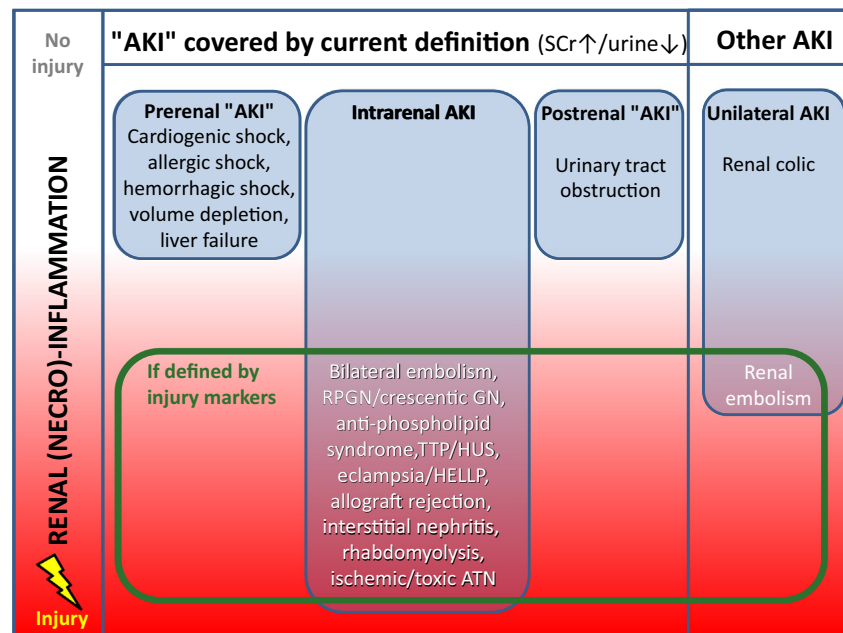 No
injury
"AKI" covered by current definition (SCr↑/urine↓)
Other AKI
RENAL (NECRO)-INFLAMMATION
Injury
Prerenal "AKI"
Cardiogenic shock,
allergic shock,
hemorrhagic shock,
volume depletion,
liver failure
Intrarenal AKI
Postrenal "AKI"
Urinary tract
obstruction
Unilateral AKI
Renal colic
If defined by
injury markers
Bilateral embolism,
RPGN/crescentic GN,
anti-phospholipid
syndrome,TTP/HUS,
eclampsia/HELLP,
allograft rejection,
interstitial nephritis,
rhabdomyolysis,
ischemic/toxic ATN
Renal
embolism